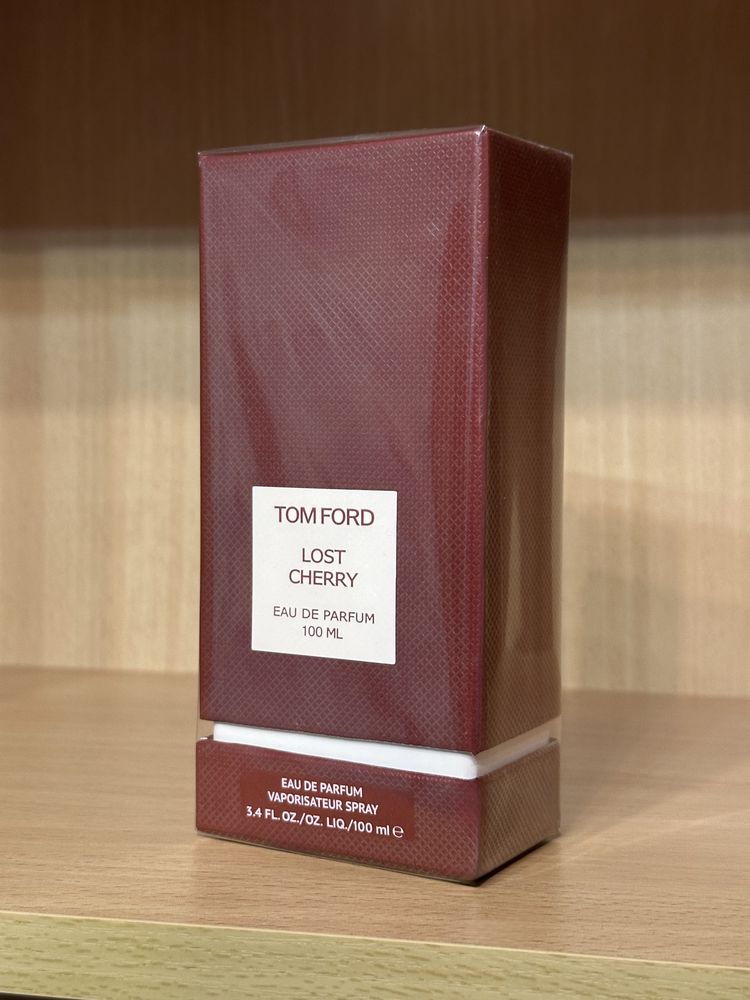 TOM FORD
LOST
CHERRY
EAU DE PARFUM
100 ML
EAU DE PARFUM
VAPORISATEUR SPRAY
3.4 FL. OZ./OZ. LIQ./100 ml ℮